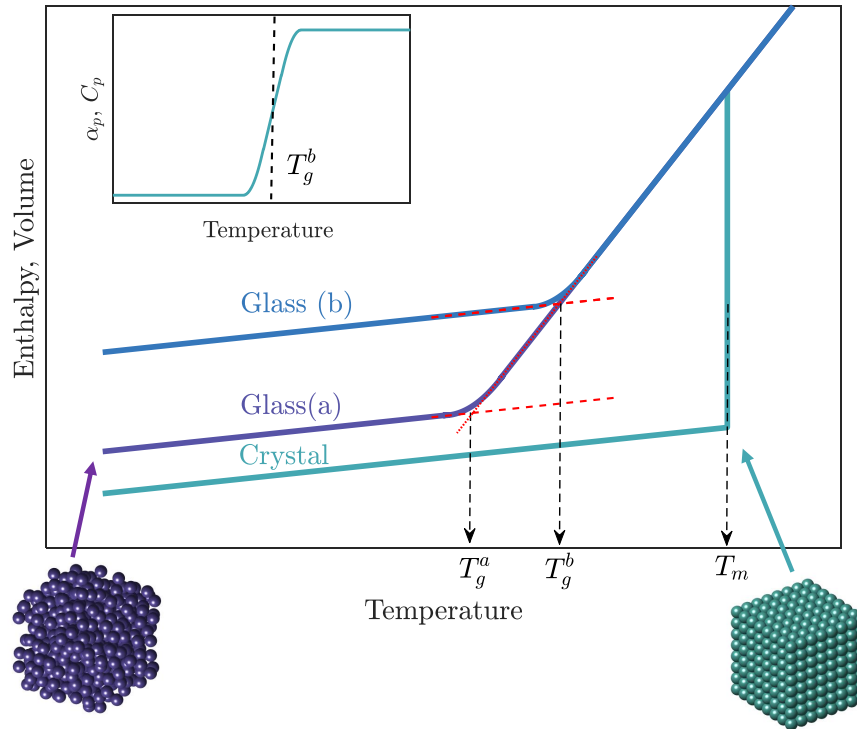 α_p, C_p
T_g^b
Temperature
Enthalpy, Volume
Glass (b)
Glass(a)
Crystal
T_g^a
T_g^b
T_m
Temperature